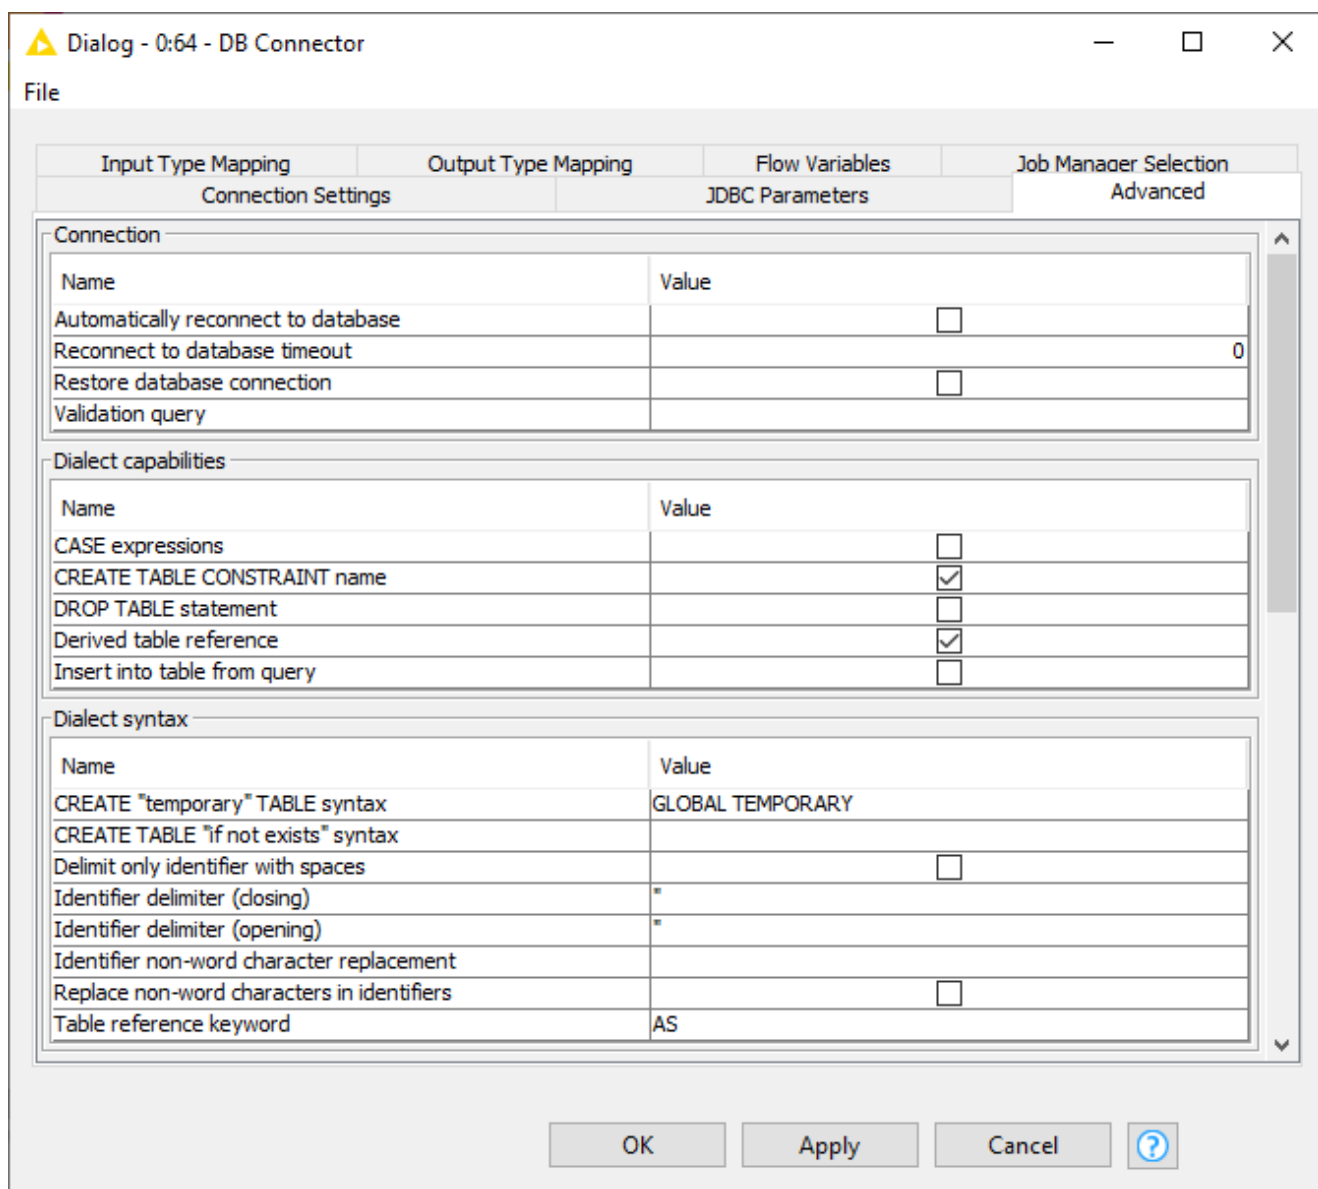 Dialog - 0:64 - DB Connector
File
Input Type Mapping Output Type Mapping Flow Variables Job Manager Selection
Connection Settings JDBC Parameters Advanced
Connection
Name Value
Automatically reconnect to database
Reconnect to database timeout 0
Restore database connection
Validation query
Dialect capabilities
Name Value
CASE expressions
CREATE TABLE CONSTRAINT name
DROP TABLE statement
Derived table reference
Insert into table from query
Dialect syntax
Name Value
CREATE "temporary" TABLE syntax GLOBAL TEMPORARY
CREATE TABLE "if not exists" syntax
Delimit only identifier with spaces
Identifier delimiter (closing) "
Identifier delimiter (opening) "
Identifier non-word character replacement
Replace non-word characters in identifiers
Table reference keyword AS
OK Apply Cancel ?